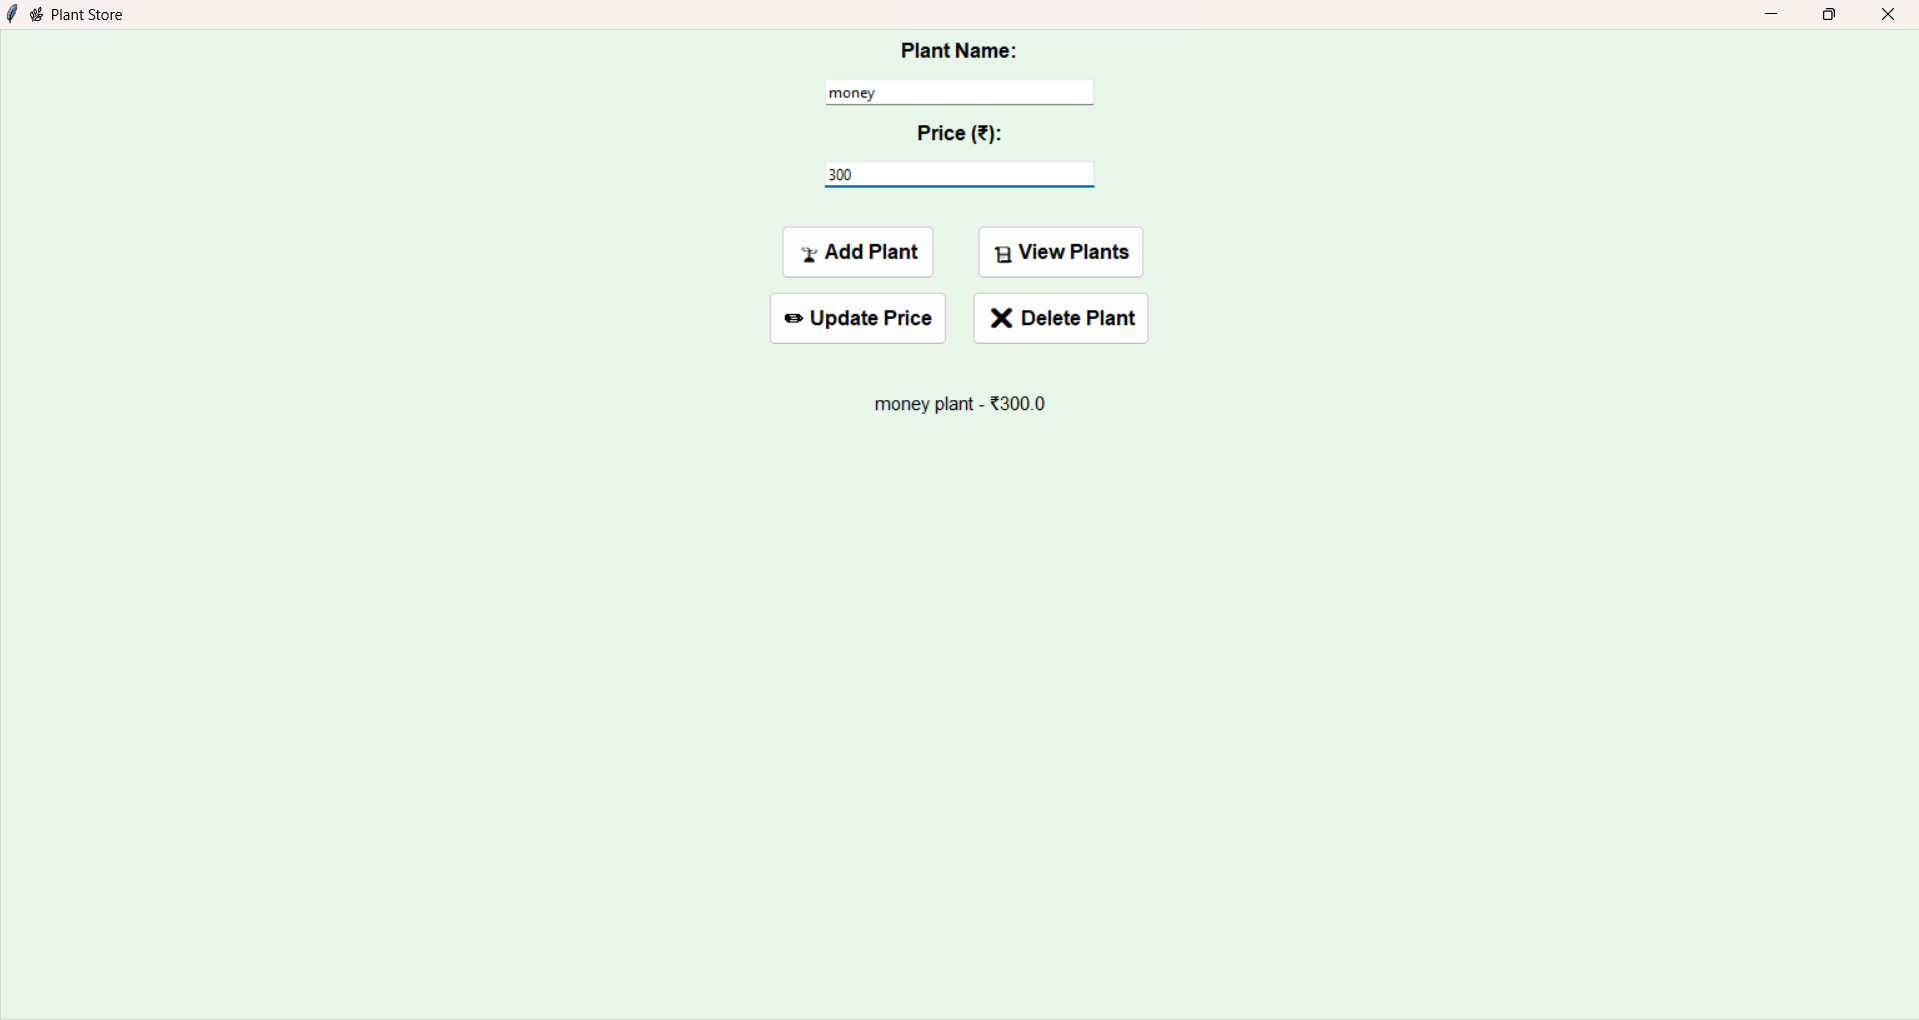 Plant Store
Plant Name:
money
Price (₹):
300
Add Plant
View Plants
Update Price
Delete Plant
money plant - ₹300.0